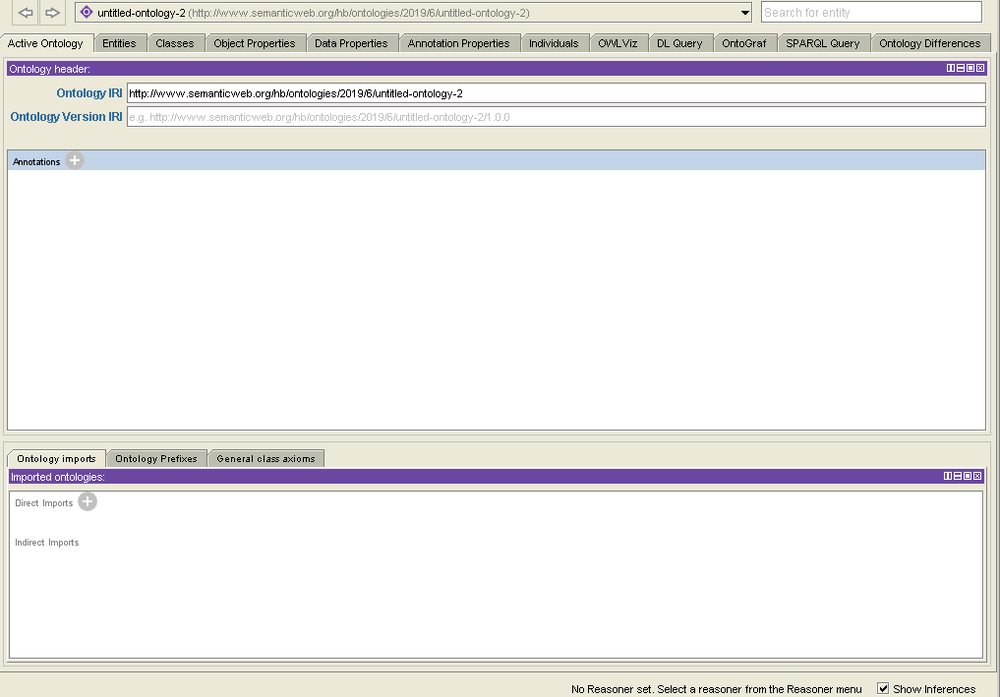 untitled-ontology-2 (http://www.semanticweb.org/hb/ontologies/2019/6/untitled-ontology-2) Search for entity
Active Ontology Entities Classes Object Properties Data Properties Annotation Properties Individuals OWLViz DL Query OntoGraf SPARQL Query Ontology Differences
Ontology header:
Ontology IRI http://www.semanticweb.org/hb/ontologies/2019/6/untitled-ontology-2
Ontology Version IRI e.g. http://www.semanticweb.org/hb/ontologies/2019/6/untitled-ontology-2/1.0.0
Annotations
Ontology imports Ontology Prefixes General class axioms
Imported ontologies:
Direct Imports
Indirect Imports
No Reasoner set. Select a reasoner from the Reasoner menu Show Inferences